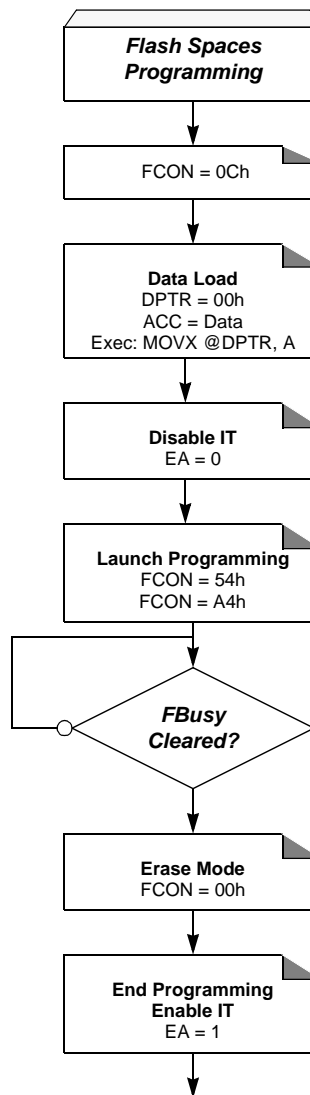 Flash Spaces
Programming
FCON = 0Ch
Data Load
DPTR = 00h
ACC = Data
Exec: MOVX @DPTR, A
Disable IT
EA = 0
Launch Programming
FCON = 54h
FCON = A4h
FBusy
Cleared?
Erase Mode
FCON = 00h
End Programming
Enable IT
EA = 1